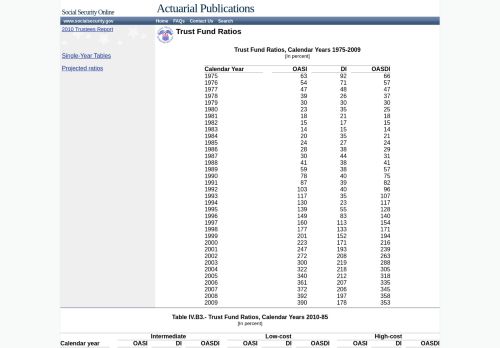 Social Security Online
Actuarial Publications
www.socialsecurity.gov Home FAQs Contact Us Search
2010 Trustees Report
Single-Year Tables
Projected ratios
Trust Fund Ratios
Trust Fund Ratios, Calendar Years 1975-2009
[In percent]
Calendar Year OASI DI OASDI
1975 63 92 66
1976 54 71 57
1977 47 48 47
1978 39 26 37
1979 30 30 30
1980 23 35 25
1981 18 21 18
1982 15 17 15
1983 14 15 14
1984 20 35 21
1985 24 27 24
1986 28 38 29
1987 30 44 31
1988 41 38 41
1989 59 38 57
1990 78 40 75
1991 87 39 82
1992 103 40 96
1993 117 35 107
1994 130 23 117
1995 139 55 128
1996 149 83 140
1997 160 113 154
1998 177 133 171
1999 201 152 194
2000 223 171 216
2001 247 193 239
2002 272 208 263
2003 300 219 288
2004 322 218 305
2005 340 212 318
2006 361 207 335
2007 372 206 345
2008 392 197 358
2009 390 178 353
Table IV.B3.- Trust Fund Ratios, Calendar Years 2010-85
[In percent]
Intermediate Low-cost High-cost
Calendar year OASI DI OASDI OASI DI OASDI OASI DI OASDI